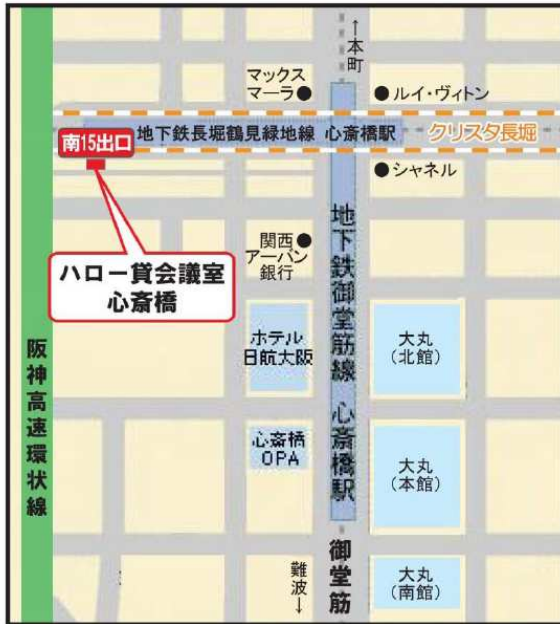 ↑本町
マックス
マーラ●
●ルイ・ヴィトン
地下鉄長堀鶴見緑地線 心斎橋駅
クリスタ長堀
南15出口
●シャネル
ハロー貸会議室
心斎橋
関西●
アーバン
銀行
地下鉄御堂筋線 心斎橋駅
ホテル
日航大阪
大丸
(北館)
阪神高速環状線
心斎橋
OPA
大丸
(本館)
難波↓
御堂筋
大丸
(南館)